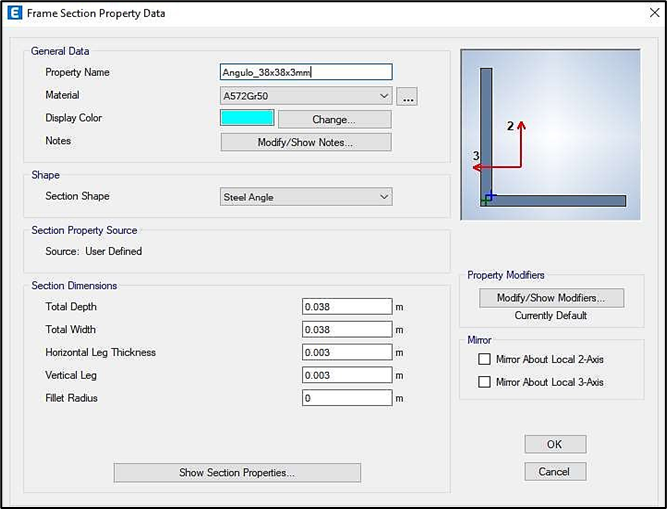 E Frame Section Property Data
General Data
Property Name Angulo_38x38x3mm
Material A572Gr50 ...
Display Color Change...
Notes Modify/Show Notes...
Shape
Section Shape Steel Angle
Section Property Source
Source: User Defined
Section Dimensions
Total Depth 0.038 m
Total Width 0.038 m
Horizontal Leg Thickness 0.003 m
Vertical Leg 0.003 m
Fillet Radius 0 m
Show Section Properties...
2
3
Property Modifiers
Modify/Show Modifiers...
Currently Default
Mirror
Mirror About Local 2-Axis
Mirror About Local 3-Axis
OK
Cancel